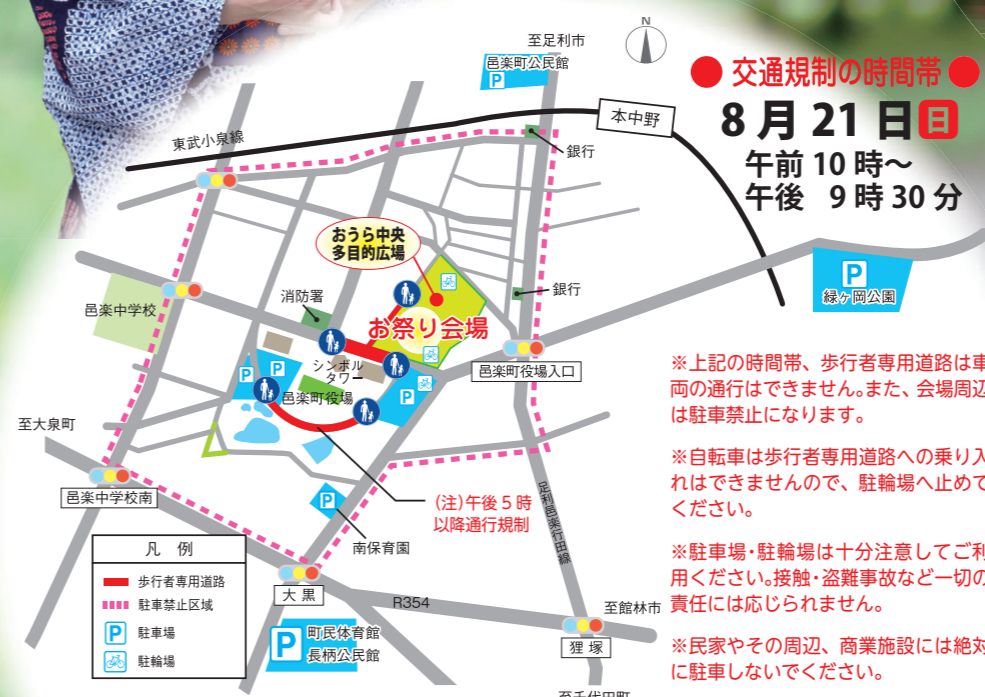 N
至足利市
邑楽町公民館
P
● 交通規制の時間帯 ●
8月21日日
午前10時～
午後 9時30分
本中野
東武小泉線
銀行
おうら中央
多目的広場
P
緑ヶ岡公園
銀行
消防署
邑楽中学校
お祭り会場
シンボル
タワー
邑楽町役場入口
P
P
P
邑楽町役場
至大泉町
邑楽中学校南
(注)午後5時
以降通行規制
足利邑楽行田線
P
南保育園
大黒
R354
至館林市
狸塚
P
町民体育館
長柄公民館
凡 例
歩行者専用道路
駐車禁止区域
P 駐車場
駐輪場
※上記の時間帯、歩行者専用道路は車
両の通行はできません。また、会場周辺
は駐車禁止になります。
※自転車は歩行者専用道路への乗り入
れはできませんので、駐輪場へ止めて
ください。
※駐車場・駐輪場は十分注意してご利
用ください。接触・盗難事故など一切の
責任には応じられません。
※民家やその周辺、商業施設には絶対
に駐車しないでください。